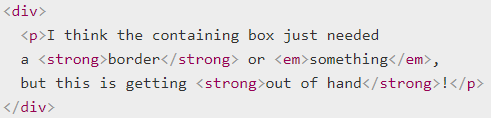 <div>
  <p>I think the containing box just needed
  a <strong>border</strong> or <em>something</em>,
  but this is getting <strong>out of hand</strong>!</p>
</div>